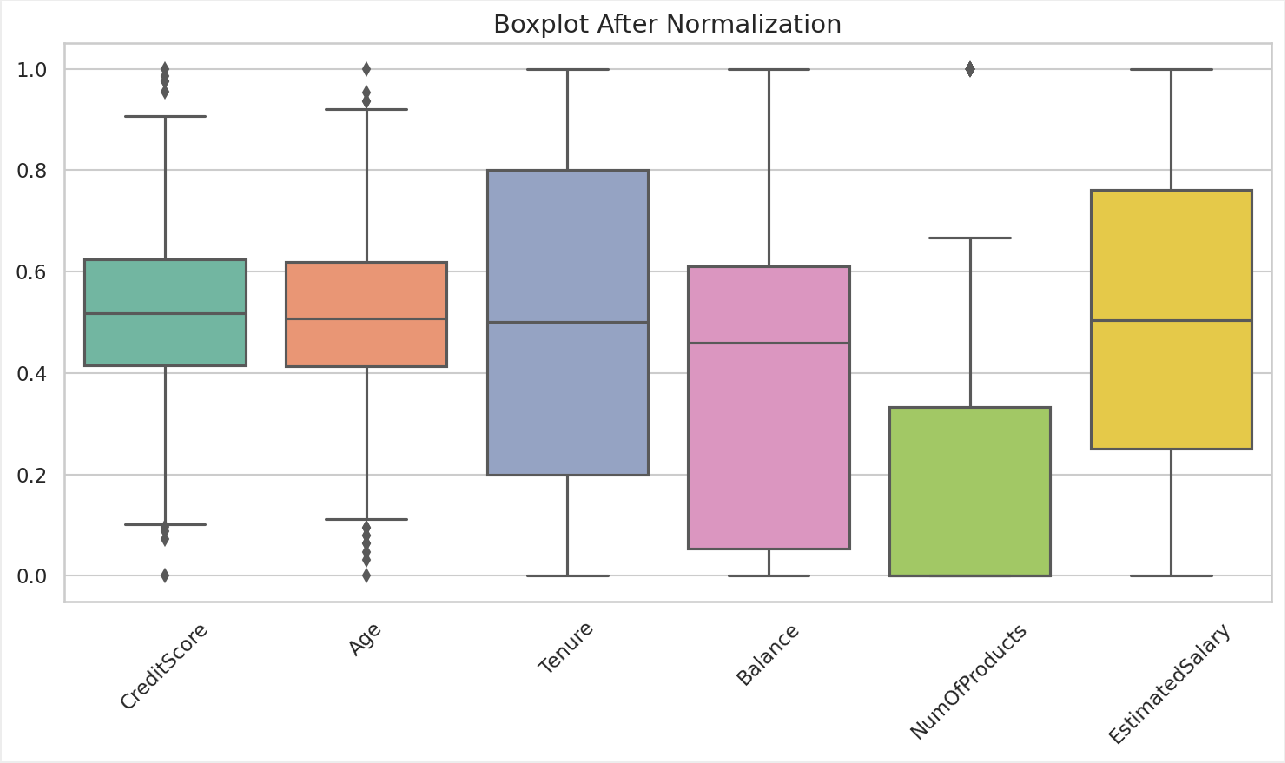 Boxplot After Normalization
1.0
0.8
0.6
0.4
0.2
0.0
CreditScore
Age
Tenure
Balance
NumOfProducts
EstimatedSalary